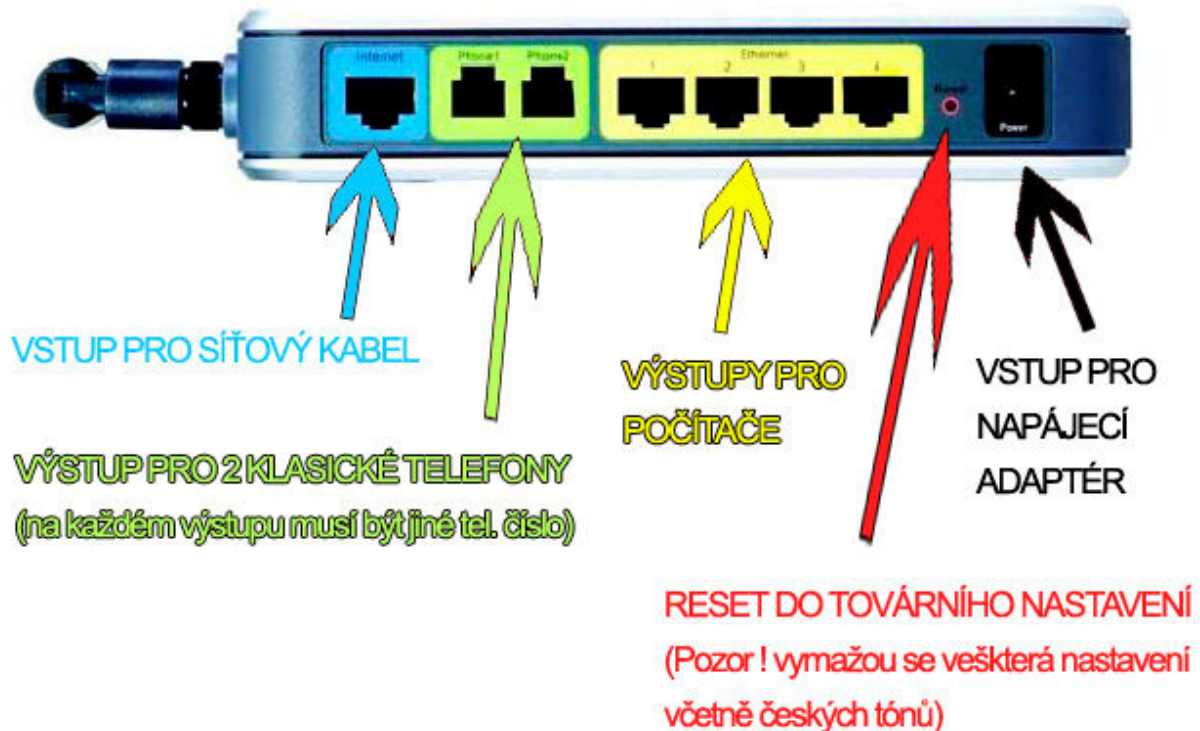 Internet Phone1 Phone2 Ethernet
1 2 3 4
Reset
Power
VSTUP PRO SÍŤOVÝ KABEL
VÝSTUP PRO 2 KLASICKÉ TELEFONY
(na každém výstupu musí být jiné tel. číslo)
VÝSTUPY PRO
POČÍTAČE
VSTUP PRO
NAPÁJECÍ
ADAPTÉR
RESET DO TOVÁRNÍHO NASTAVENÍ
(Pozor ! vymažou se veškterá nastavení
včetně českých tónů)